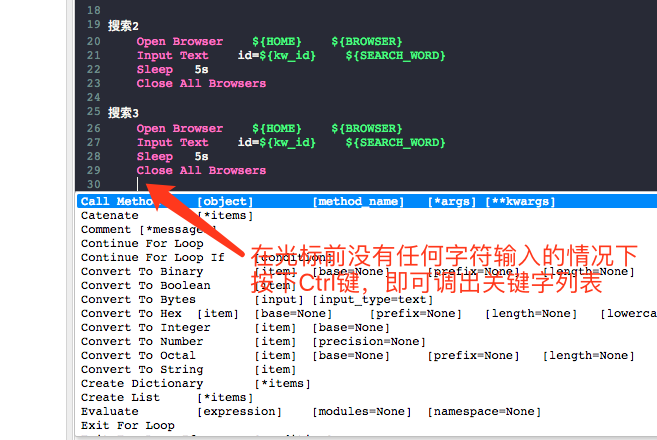 18
19 搜索2
20 Open Browser ${HOME} ${BROWSER}
21 Input Text id=${kw_id} ${SEARCH_WORD}
22 Sleep 5s
23 Close All Browsers
24
25 搜索3
26 Open Browser ${HOME} ${BROWSER}
27 Input Text id=${kw_id} ${SEARCH_WORD}
28 Sleep 5s
29 Close All Browsers
30
Call Method [object] [method_name] [*args] [**kwargs]
Catenate [*items]
Comment [*messages]
Continue For Loop
Continue For Loop If [condition]
在光标前没有任何字符输入的情况下
Convert To Binary [item] [base=None] [prefix=None] [length=None]
按下Ctrl键，即可调出关键字列表
Convert To Boolean [item]
Convert To Bytes [input] [input_type=text]
Convert To Hex [item] [base=None] [prefix=None] [length=None] [lowerca
Convert To Integer [item] [base=None]
Convert To Number [item] [precision=None]
Convert To Octal [item] [base=None] [prefix=None] [length=None]
Convert To String [item]
Create Dictionary [*items]
Create List [*items]
Evaluate [expression] [modules=None] [namespace=None]
Exit For Loop